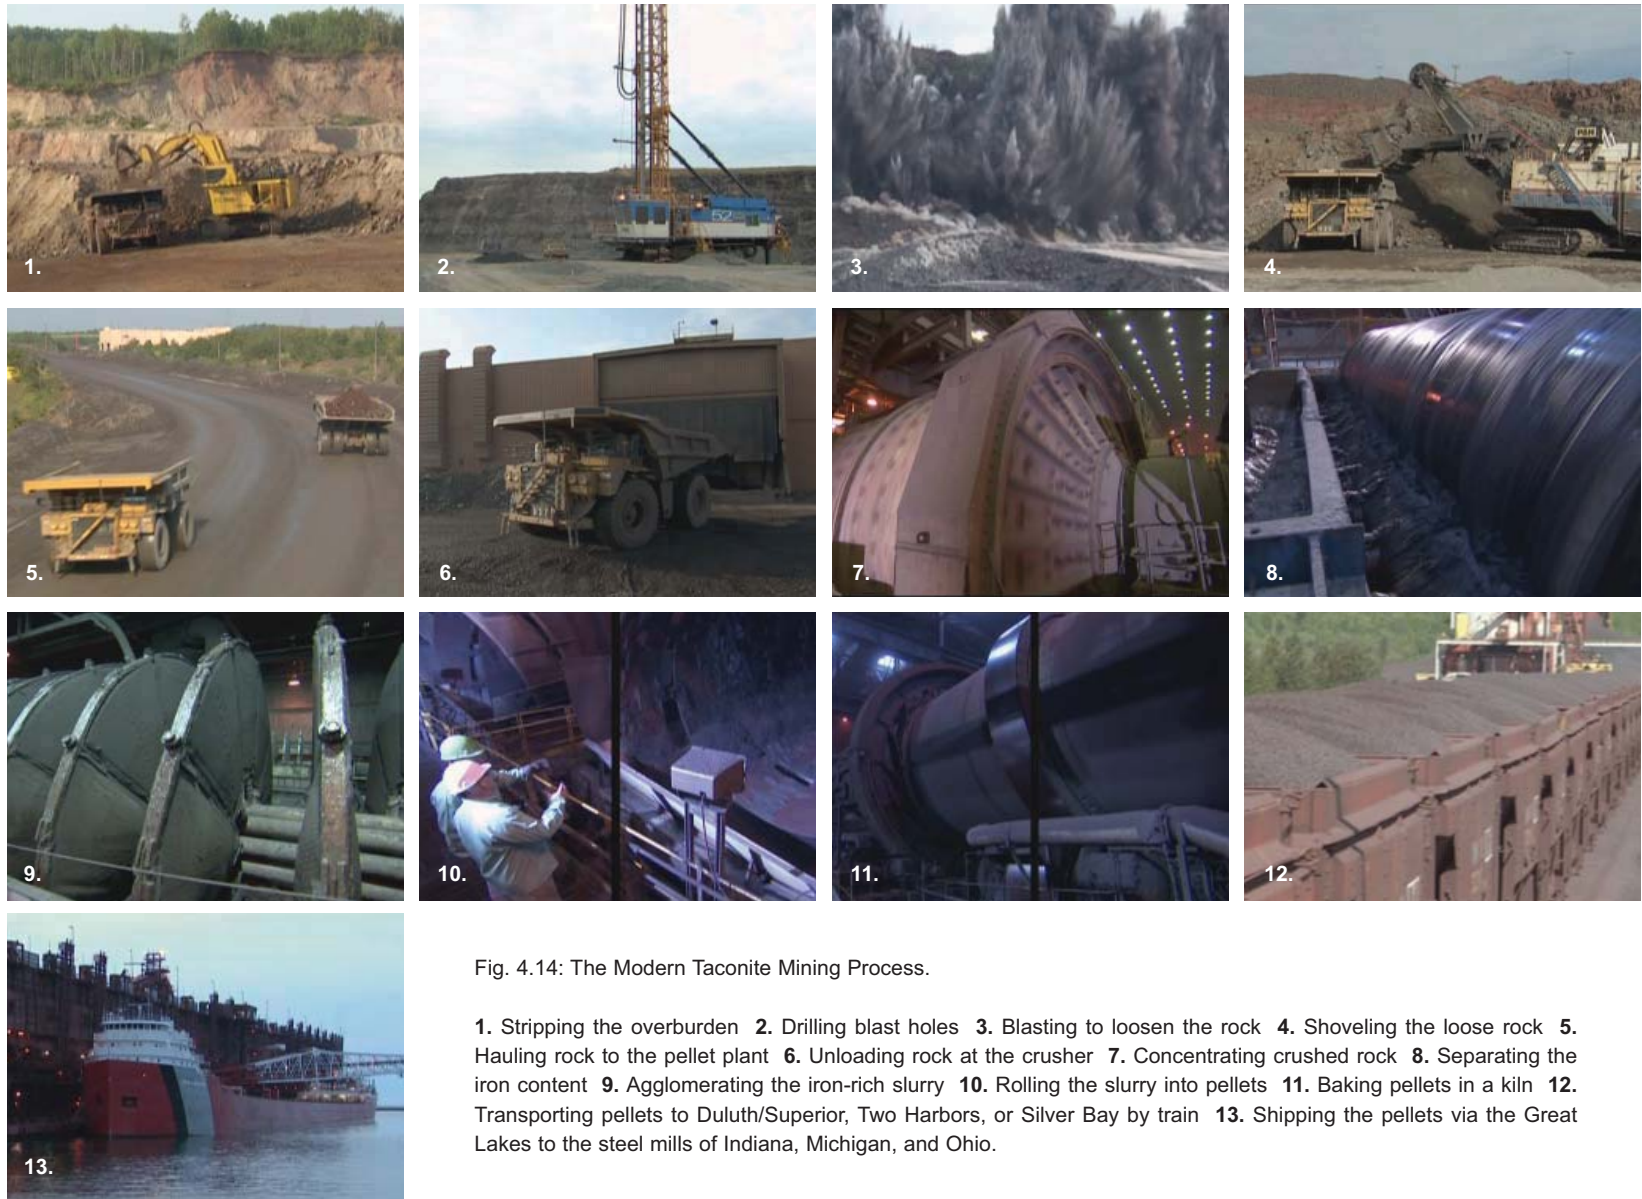 1.
2.
3.
4.
52
P&H
5.
6.
7.
8.
9.
10.
11.
12.
13.
Fig. 4.14: The Modern Taconite Mining Process.
1. Stripping the overburden 2. Drilling blast holes 3. Blasting to loosen the rock 4. Shoveling the loose rock 5.
Hauling rock to the pellet plant 6. Unloading rock at the crusher 7. Concentrating crushed rock 8. Separating the
iron content 9. Agglomerating the iron-rich slurry 10. Rolling the slurry into pellets 11. Baking pellets in a kiln 12.
Transporting pellets to Duluth/Superior, Two Harbors, or Silver Bay by train 13. Shipping the pellets via the Great
Lakes to the steel mills of Indiana, Michigan, and Ohio.